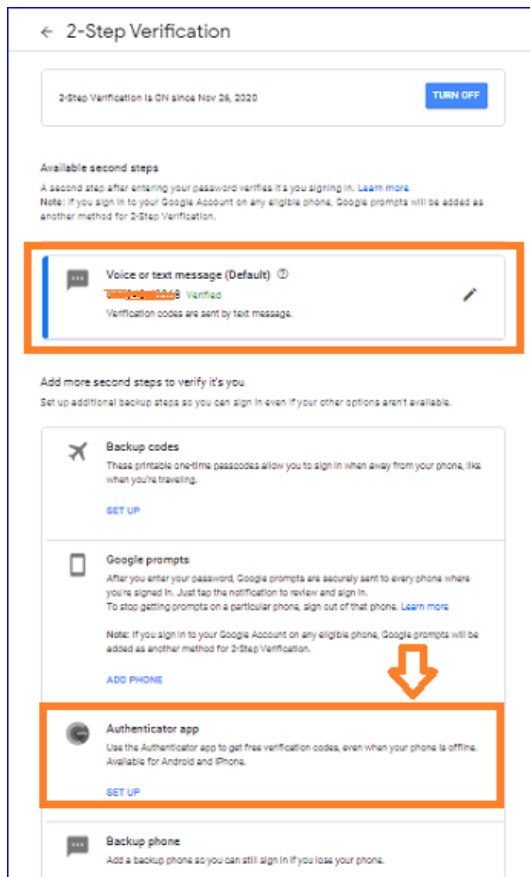 2-Step Verification
2-Step Verification is ON since Nov 26, 2020
TURN OFF
Available second steps
A second step after entering your password verifies it's you signing in. Learn more
Note: If you sign in to your Google Account on any eligible phone, Google prompts will be added as
another method for 2-Step Verification.
Voice or text message (Default)
Verified
Verification codes are sent by text message.
Add more second steps to verify it's you
Set up additional backup steps so you can sign in even if your other options aren't available.
Backup codes
These printable one-time passcodes allow you to sign in when away from your phone, like
when you're traveling.
SET UP
Google prompts
After you enter your password, Google prompts are securely sent to every phone where
you're signed in. Just tap the notification to review and sign in.
To stop getting prompts on a particular phone, sign out of that phone. Learn more
Note: If you sign in to your Google Account on any eligible phone, Google prompts will be
added as another method for 2-Step Verification.
ADD PHONE
Authenticator app
Use the Authenticator app to get free verification codes, even when your phone is offline.
Available for Android and iPhone.
SET UP
Backup phone
Add a backup phone so you can still sign in if you lose your phone.